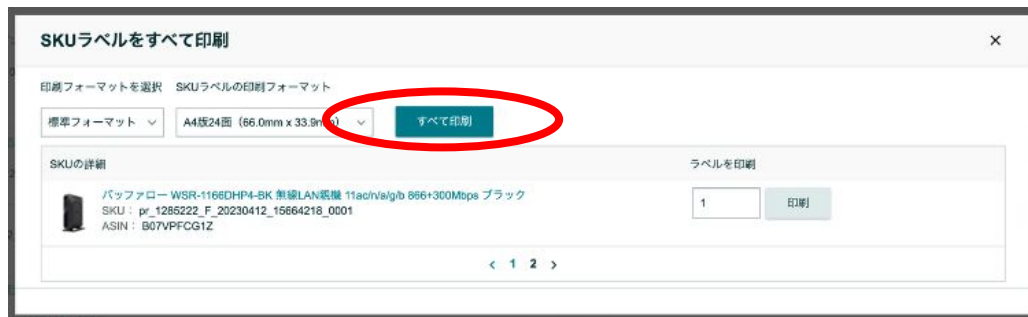 SKUラベルをすべて印刷
×
印刷フォーマットを選択 SKUラベルの印刷フォーマット
標準フォーマット A4版24面 (66.0mm x 33.9mm) すべて印刷
SKUの詳細 ラベルを印刷
バッファロー WSR-1166DHP4-BK 無線LAN親機 11ac/n/a/g/b 866+300Mbps ブラック
SKU： pr_1285222_F_20230412_15664218_0001
ASIN： B07VPFCG1Z
1 印刷
< 1 2 >